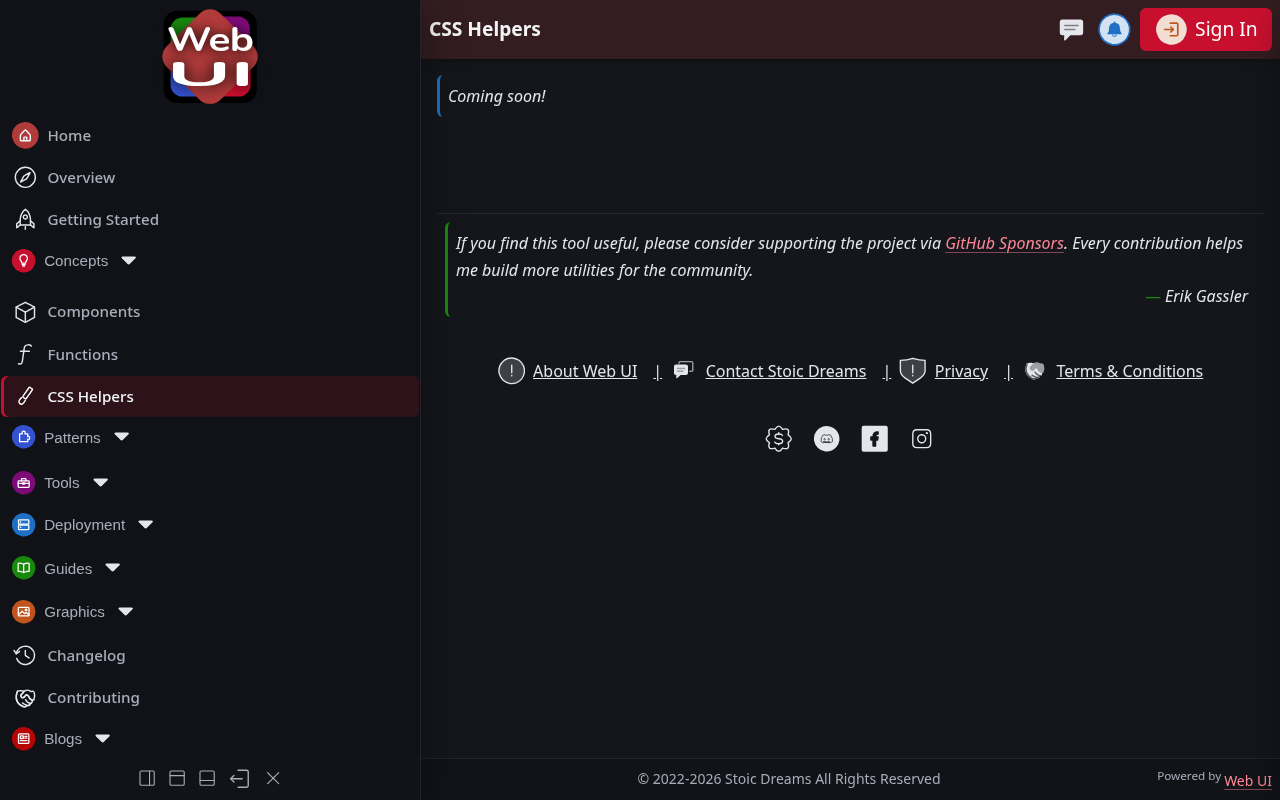 Web
UI
Home
Overview
Getting Started
Concepts
Components
Functions
CSS Helpers
Patterns
Tools
Deployment
Guides
Graphics
Changelog
Contributing
Blogs
CSS Helpers
Sign In
Coming soon!
If you find this tool useful, please consider supporting the project via GitHub Sponsors. Every contribution helps
me build more utilities for the community.
— Erik Gassler
About Web UI | Contact Stoic Dreams | Privacy | Terms & Conditions
© 2022-2026 Stoic Dreams All Rights Reserved
Powered by Web UI